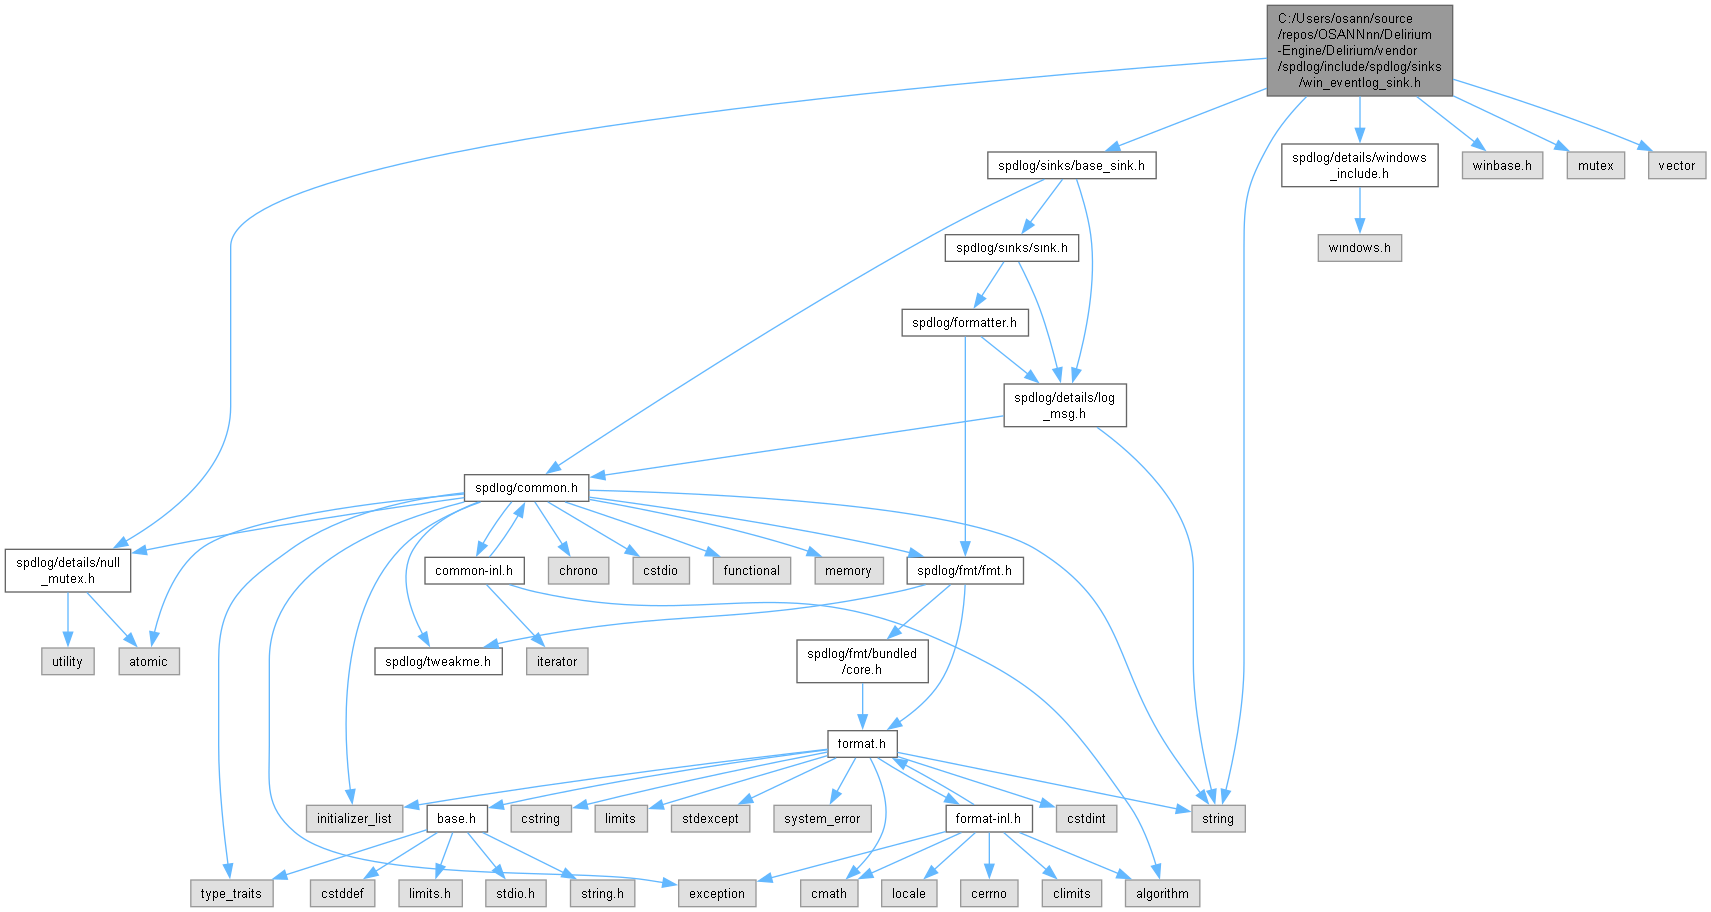 C:/Users/osann/source
/repos/OSANNnn/Delirium
-Engine/Delirium/vendor
/spdlog/include/spdlog/sinks
/win_eventlog_sink.h
spdlog/sinks/base_sink.h
spdlog/details/windows
_include.h
winbase.h
mutex
vector
spdlog/sinks/sink.h
windows.h
spdlog/formatter.h
spdlog/details/log
_msg.h
spdlog/common.h
spdlog/details/null
_mutex.h
common-inl.h
chrono
cstdio
functional
memory
spdlog/fmt/fmt.h
utility
atomic
spdlog/tweakme.h
iterator
spdlog/fmt/bundled
/core.h
format.h
initializer_list
base.h
cstring
limits
stdexcept
system_error
format-inl.h
cstdint
string
type_traits
cstddef
limits.h
stdio.h
string.h
exception
cmath
locale
cerrno
climits
algorithm